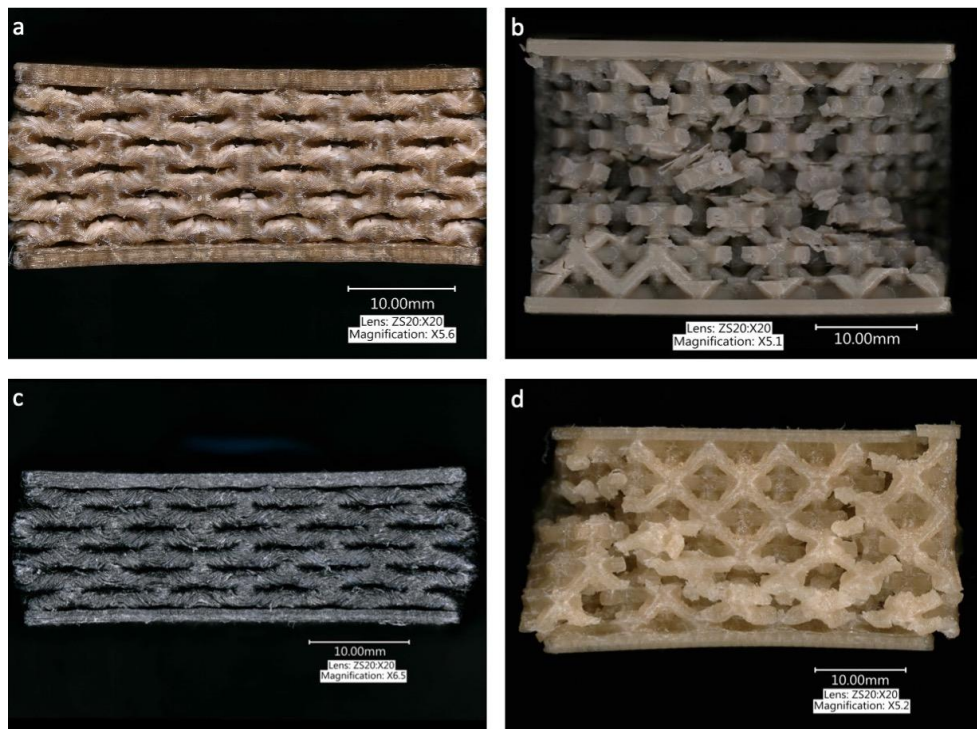 a
10.00mm
Lens: ZS20:X20
Magnification: X5.6
b
Lens: ZS20:X20
Magnification: X5.1
10.00mm
c
10.00mm
Lens: ZS20:X20
Magnification: X6.5
d
10.00mm
Lens: ZS20:X20
Magnification: X5.2